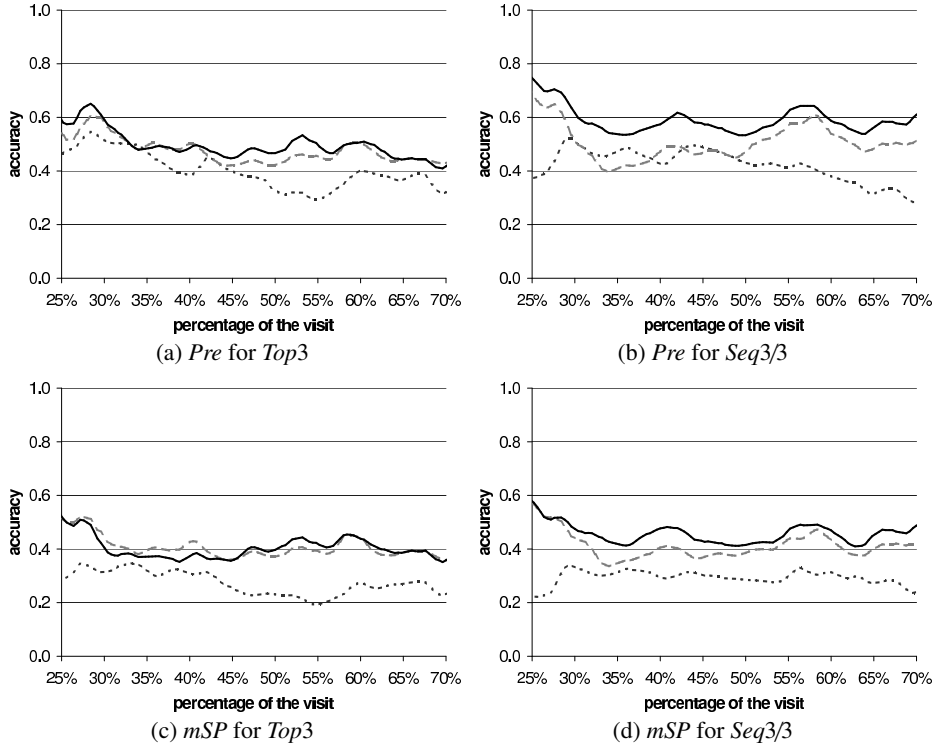 1.0
0.8
0.6
0.4
0.2
0.0
accuracy
25% 30% 35% 40% 45% 50% 55% 60% 65% 70%
percentage of the visit
(a) Pre for Top3
1.0
0.8
0.6
0.4
0.2
0.0
accuracy
25% 30% 35% 40% 45% 50% 55% 60% 65% 70%
percentage of the visit
(b) Pre for Seq3/3
1.0
0.8
0.6
0.4
0.2
0.0
accuracy
25% 30% 35% 40% 45% 50% 55% 60% 65% 70%
percentage of the visit
(c) mSP for Top3
1.0
0.8
0.6
0.4
0.2
0.0
accuracy
25% 30% 35% 40% 45% 50% 55% 60% 65% 70%
percentage of the visit
(d) mSP for Seq3/3